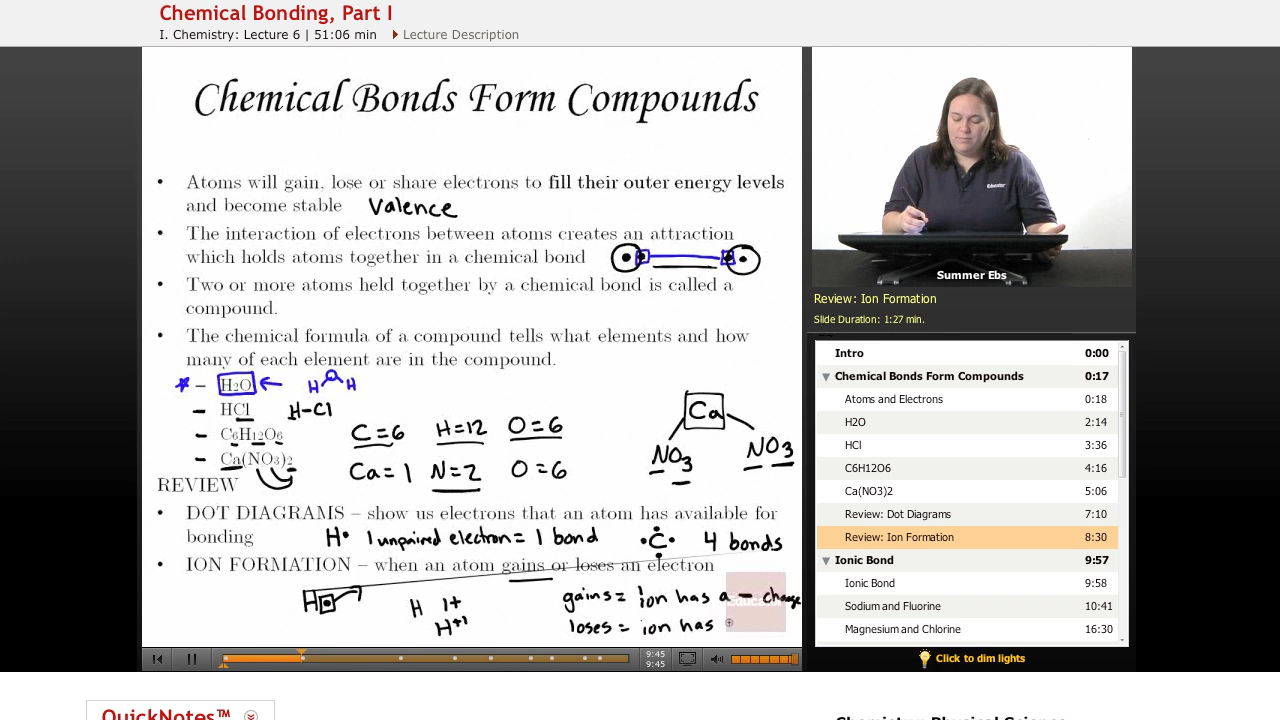 Chemical Bonding, Part I
I. Chemistry: Lecture 6 | 51:06 min Lecture Description
Chemical Bonds Form Compounds
• Atoms will gain, lose or share electrons to fill their outer energy levels
and become stable Valence
• The interaction of electrons between atoms creates an attraction
which holds atoms together in a chemical bond
• Two or more atoms held together by a chemical bond is called a
compound.
• The chemical formula of a compound tells what elements and how
many of each element are in the compound.
– H2O H O H
– HCl H-Cl
– C6H12O6 C=6 H=12 O=6
– Ca(NO3)2 Ca=1 N=2 O=6
Ca
NO3 NO3
REVIEW
• DOT DIAGRAMS – show us electrons that an atom has available for
bonding H• 1 unpaired electron = 1 bond C 4 bonds
• ION FORMATION – when an atom gains or loses an electron
H H 1+
H+1
gains = ion has a - change
loses = ion has
Educator
Summer Ebs
Review: Ion Formation
Slide Duration: 1:27 min.
Intro 0:00
Chemical Bonds Form Compounds 0:17
Atoms and Electrons 0:18
H2O 2:14
HCl 3:36
C6H12O6 4:16
Ca(NO3)2 5:06
Review: Dot Diagrams 7:10
Review: Ion Formation 8:30
Ionic Bond 9:57
Ionic Bond 9:58
Sodium and Fluorine 10:41
Magnesium and Chlorine 16:30
9:45
9:45
Click to dim lights
QuickNotes™
Chemistry: Physical Science